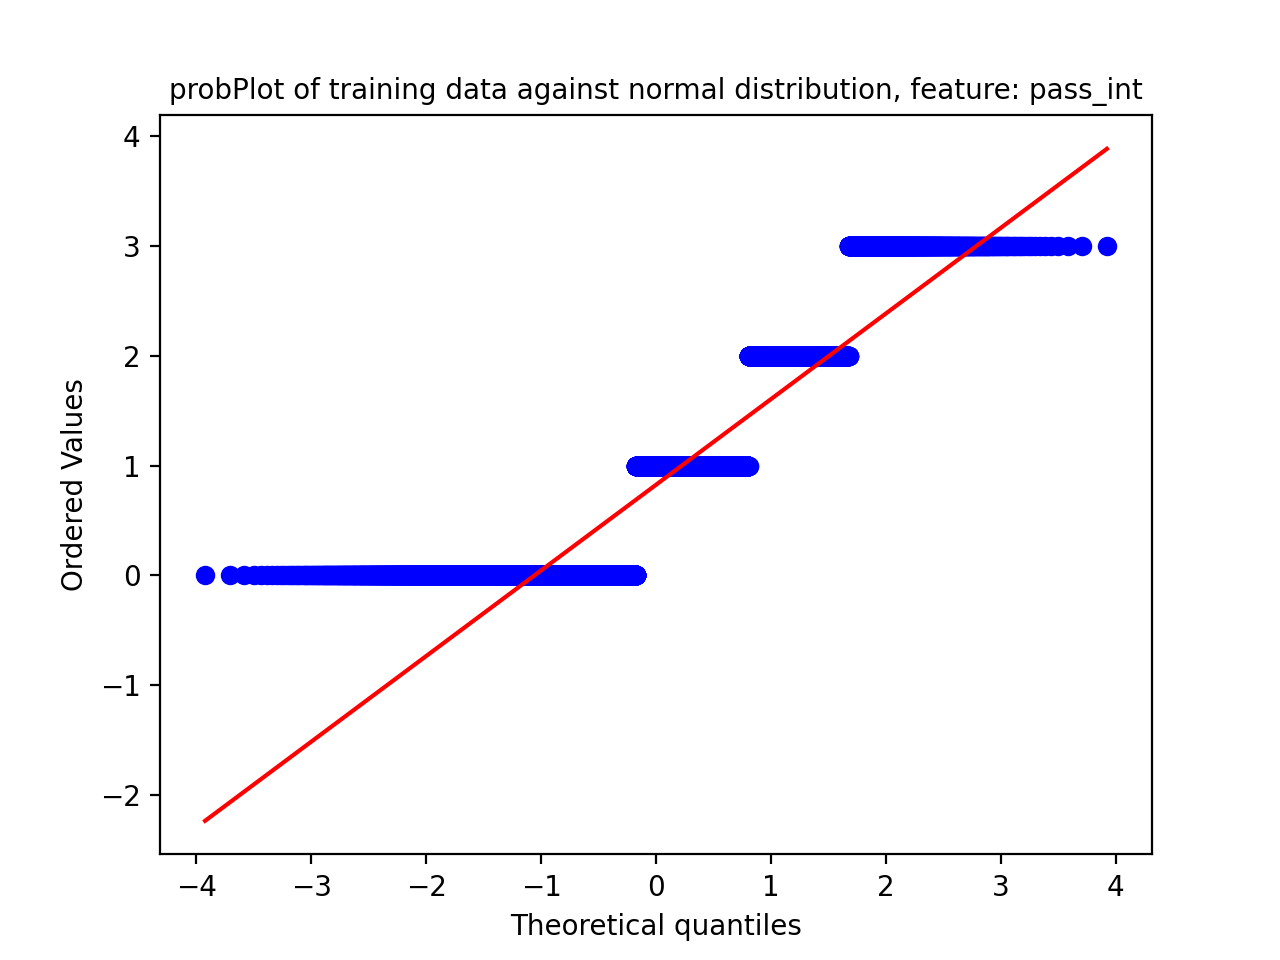 probPlot of training data against normal distribution, feature: pass_int
4
3
2
1
0
−1
−2
Ordered Values
−4 −3 −2 −1 0 1 2 3 4
Theoretical quantiles